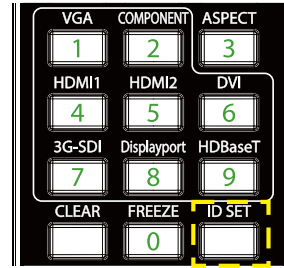 VGA COMPONENT ASPECT
1 2 3
HDMI1 HDMI2 DVI
4 5 6
3G-SDI Displayport HDBaseT
7 8 9
CLEAR FREEZE ID SET
0